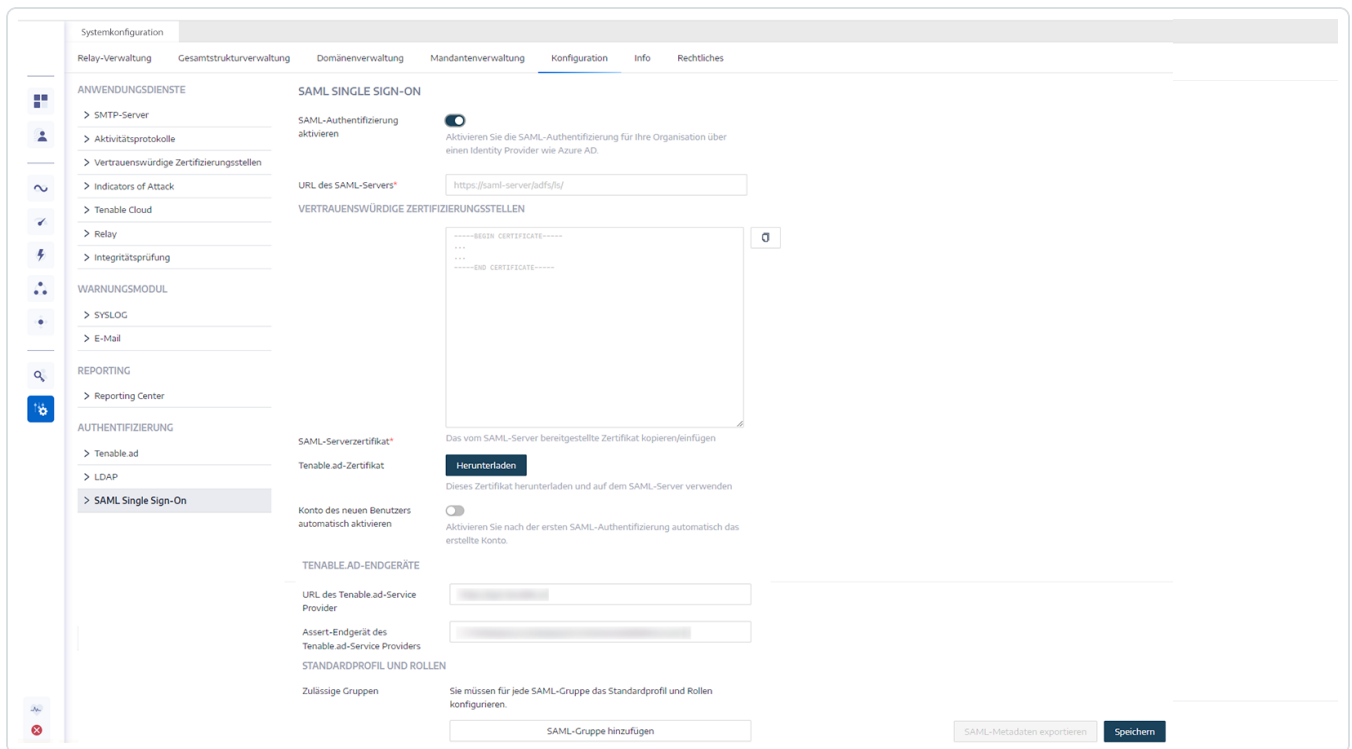 Systemkonfiguration
Relay-Verwaltung Gesamtstrukturverwaltung Domänenverwaltung Mandantenverwaltung Konfiguration Info Rechtliches
ANWENDUNGSDIENSTE
SMTP-Server
Aktivitätsprotokolle
Vertrauenswürdige Zertifizierungsstellen
Indicators of Attack
Tenable Cloud
Relay
Integritätsprüfung
WARNUNGSMODUL
SYSLOG
E-Mail
REPORTING
Reporting Center
AUTHENTIFIZIERUNG
Tenable.ad
LDAP
SAML Single Sign-On
SAML SINGLE SIGN-ON
SAML-Authentifizierung
aktivieren
Aktivieren Sie die SAML-Authentifizierung für Ihre Organisation über
einen Identity Provider wie Azure AD.
URL des SAML-Servers*
https://saml-server/adfs/ls/
VERTRAUENSWÜRDIGE ZERTIFIZIERUNGSSTELLEN
-----BEGIN CERTIFICATE-----
...
...
-----END CERTIFICATE-----
SAML-Serverzertifikat*
Das vom SAML-Server bereitgestellte Zertifikat kopieren/einfügen
Tenable.ad-Zertifikat
Herunterladen
Dieses Zertifikat herunterladen und auf dem SAML-Server verwenden
Konto des neuen Benutzers
automatisch aktivieren
Aktivieren Sie nach der ersten SAML-Authentifizierung automatisch das
erstellte Konto.
TENABLE.AD-ENDGERÄTE
URL des Tenable.ad-Service
Provider
Assert-Endgerät des
Tenable.ad-Service Providers
STANDARDPROFIL UND ROLLEN
Zulässige Gruppen
Sie müssen für jede SAML-Gruppe das Standardprofil und Rollen
konfigurieren.
SAML-Gruppe hinzufügen
SAML-Metadaten exportieren
Speichern